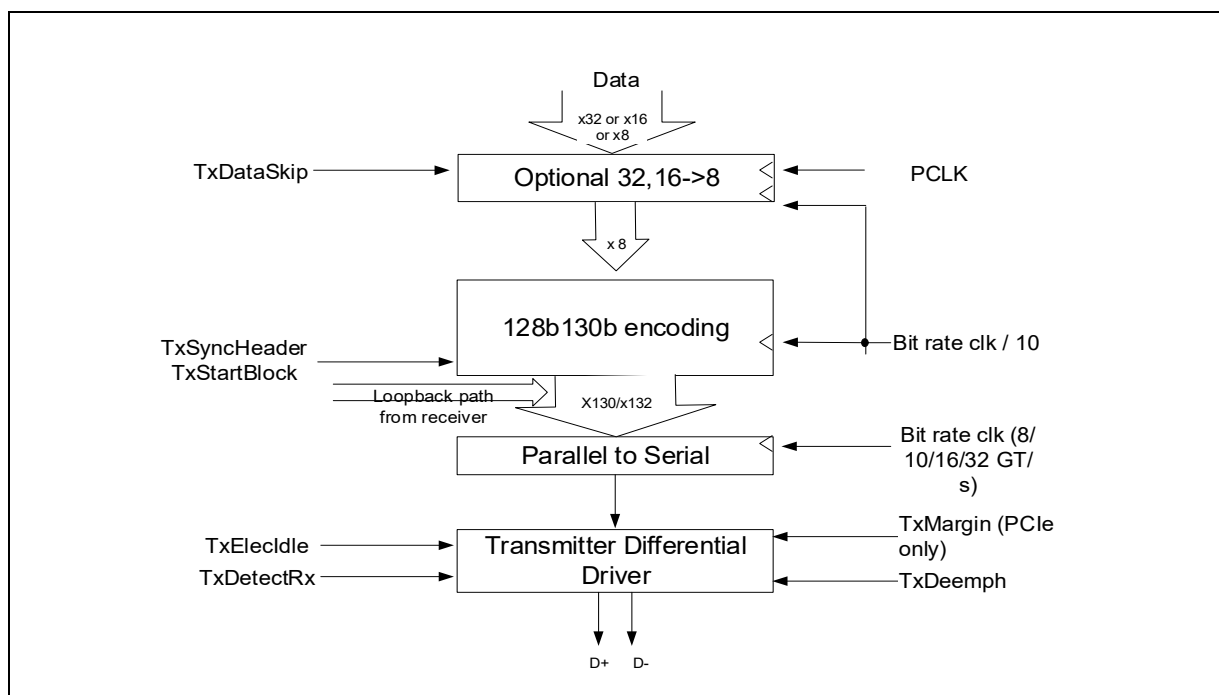 Data
x32 or x16
or x8
TxDataSkip
Optional 32,16->8
PCLK
x 8
128b130b encoding
Bit rate clk / 10
TxSyncHeader
TxStartBlock
Loopback path
from receiver
X130/x132
Parallel to Serial
Bit rate clk (8/
10/16/32 GT/
s)
TxElecIdle
TxDetectRx
Transmitter Differential
Driver
TxMargin (PCIe
only)
TxDeemph
D+ D-